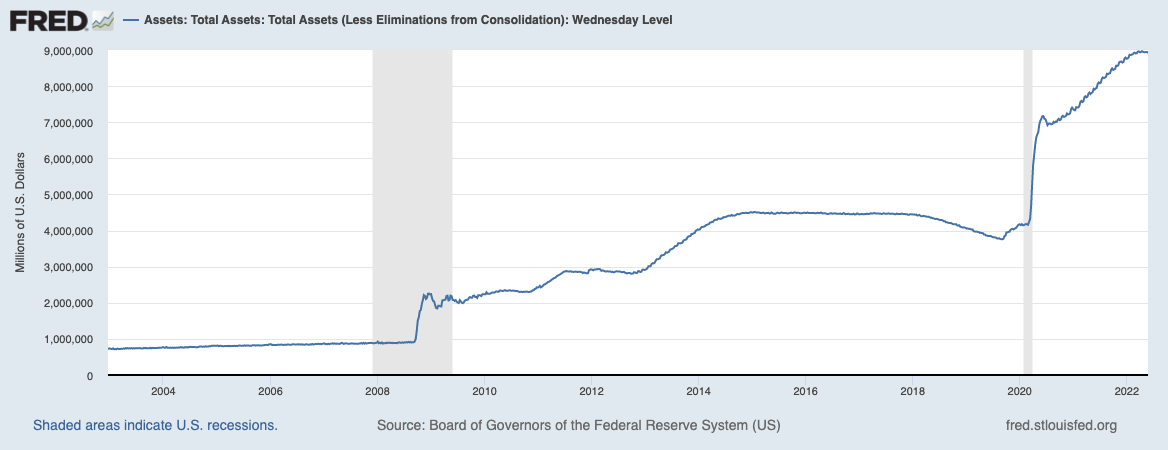 FRED
Assets: Total Assets: Total Assets (Less Eliminations from Consolidation): Wednesday Level
Millions of U.S. Dollars
9,000,000
8,000,000
7,000,000
6,000,000
5,000,000
4,000,000
3,000,000
2,000,000
1,000,000
0
2004 2006 2008 2010 2012 2014 2016 2018 2020 2022
Shaded areas indicate U.S. recessions. Source: Board of Governors of the Federal Reserve System (US) fred.stlouisfed.org